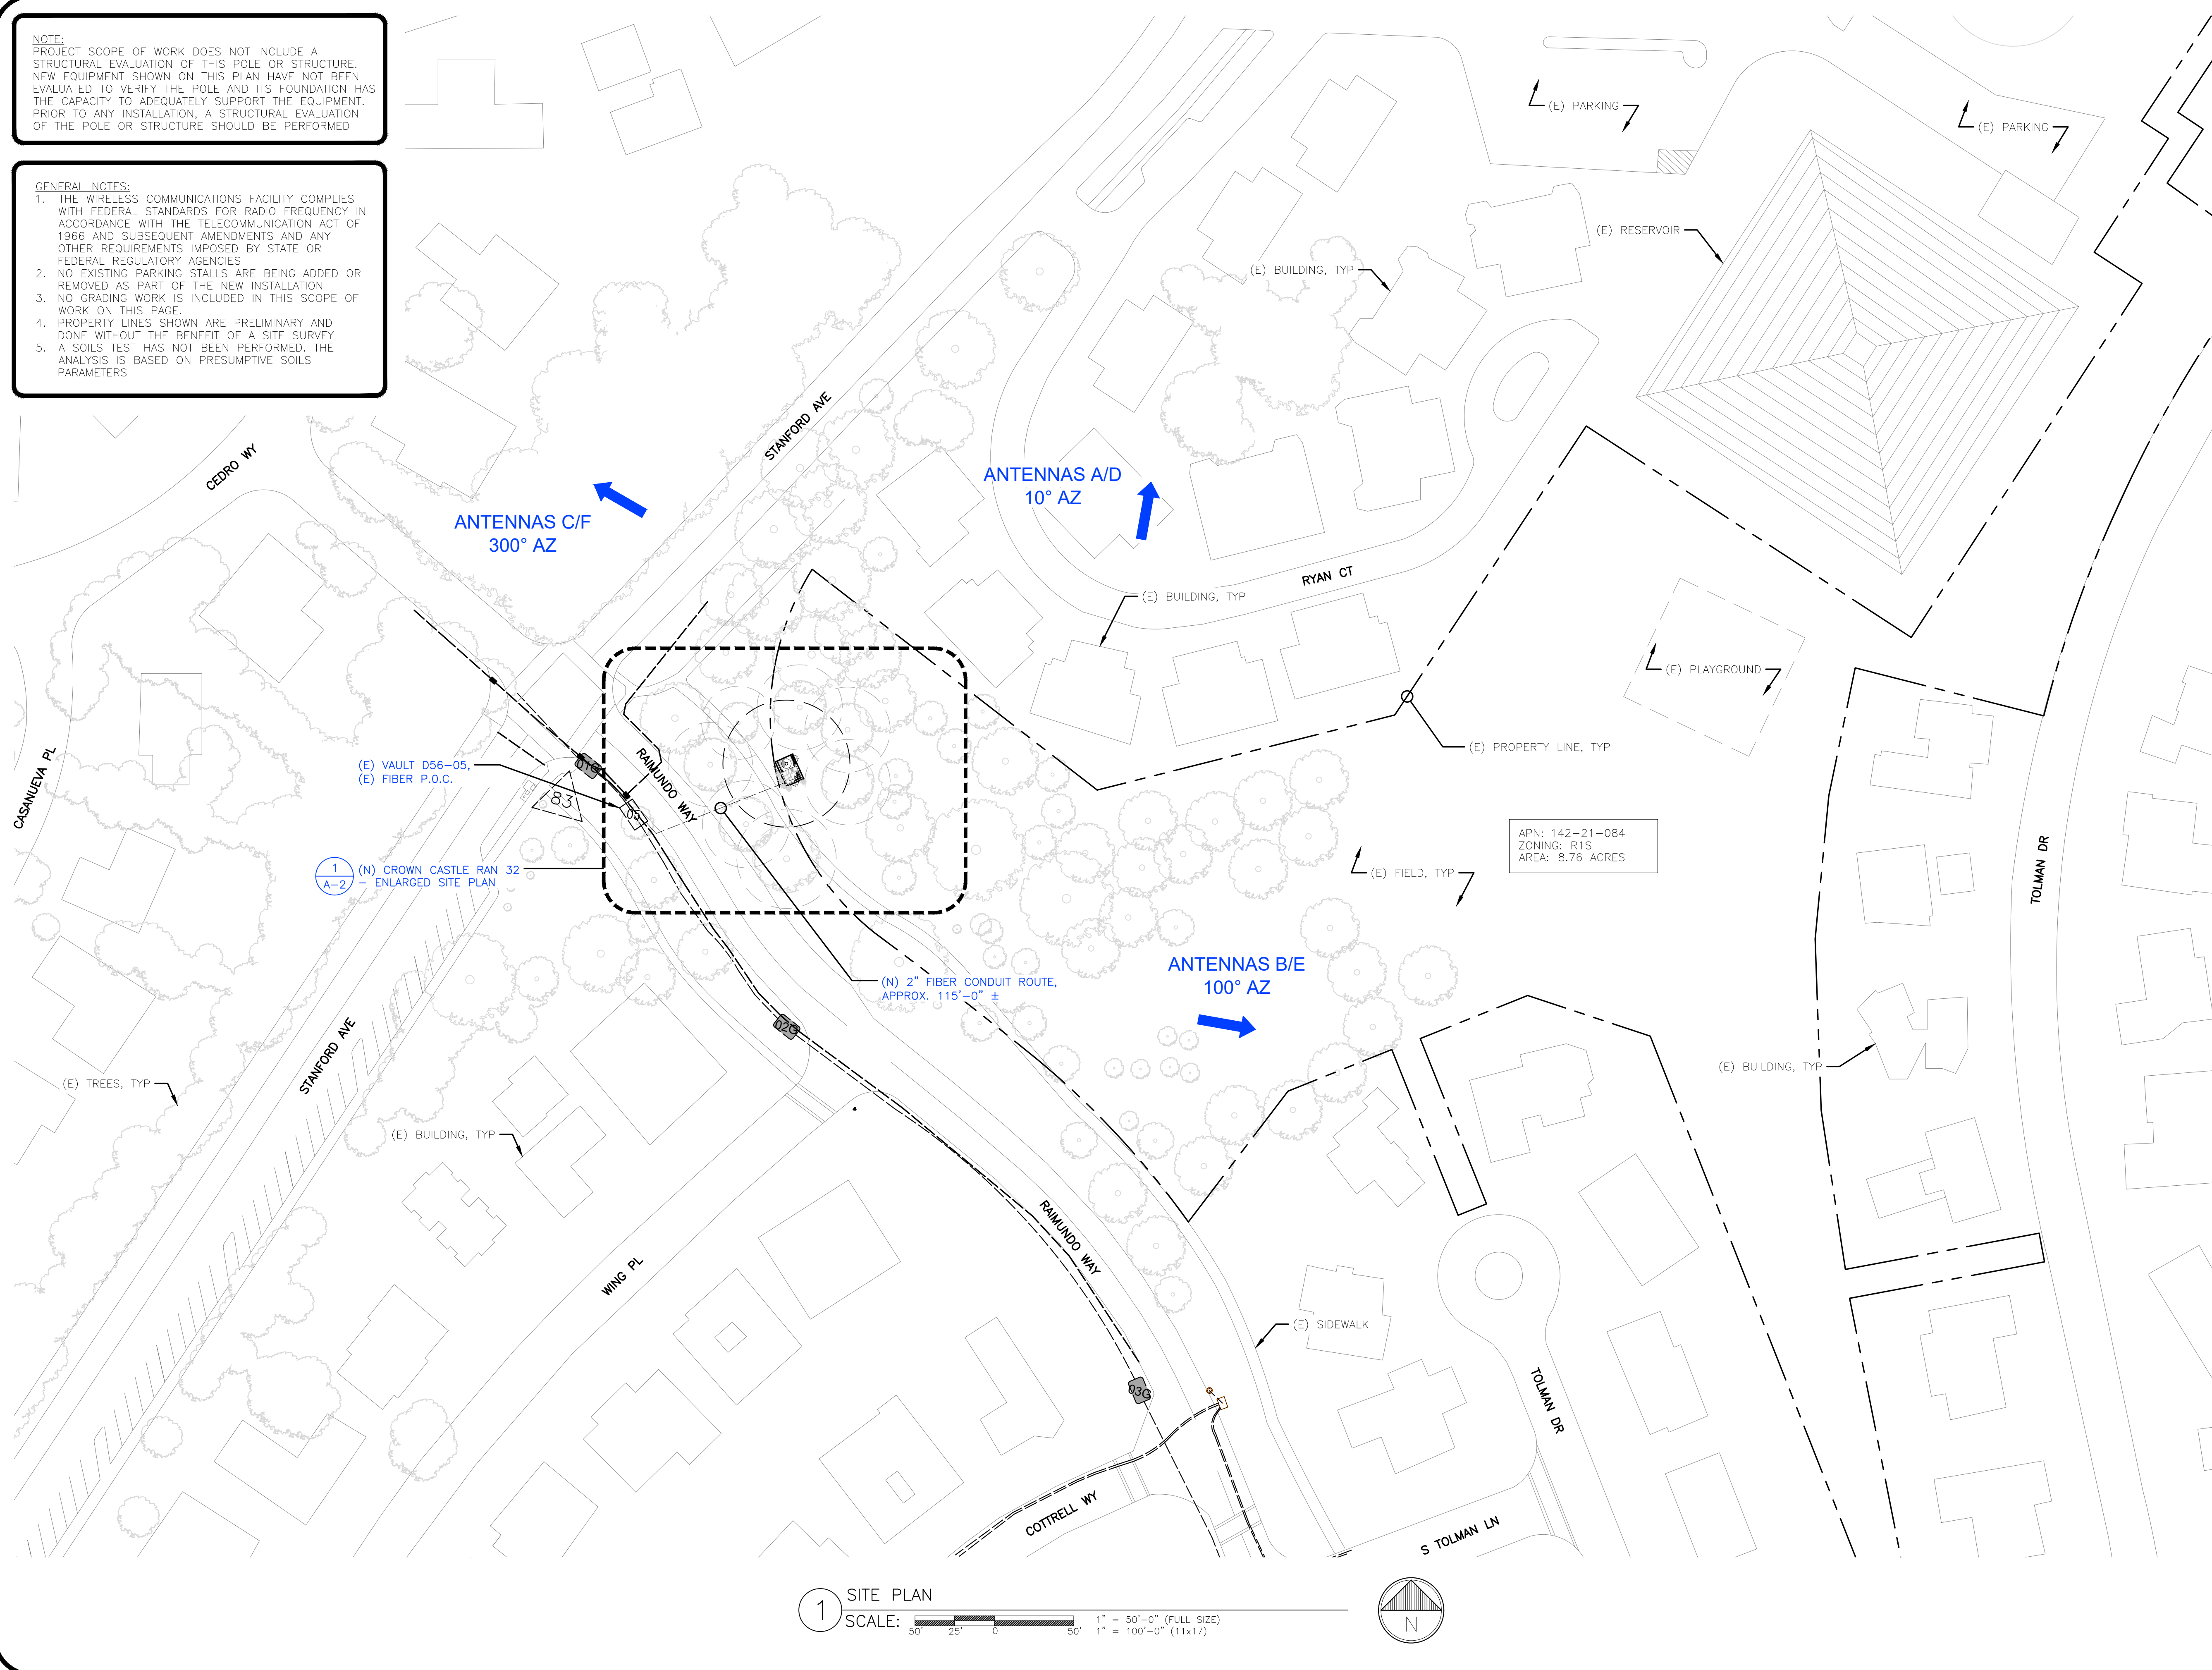 NOTE:
PROJECT SCOPE OF WORK DOES NOT INCLUDE A
STRUCTURAL EVALUATION OF THIS POLE OR STRUCTURE.
NEW EQUIPMENT SHOWN ON THIS PLAN HAVE NOT BEEN
EVALUATED TO VERIFY THE POLE AND ITS FOUNDATION HAS
THE CAPACITY TO ADEQUATELY SUPPORT THE EQUIPMENT.
PRIOR TO ANY INSTALLATION, A STRUCTURAL EVALUATION
OF THE POLE OR STRUCTURE SHOULD BE PERFORMED
GENERAL NOTES:
1. THE WIRELESS COMMUNICATIONS FACILITY COMPLIES
WITH FEDERAL STANDARDS FOR RADIO FREQUENCY IN
ACCORDANCE WITH THE TELECOMMUNICATION ACT OF
1966 AND SUBSEQUENT AMENDMENTS AND ANY
OTHER REQUIREMENTS IMPOSED BY STATE OR
FEDERAL REGULATORY AGENCIES
2. NO EXISTING PARKING STALLS ARE BEING ADDED OR
REMOVED AS PART OF THE NEW INSTALLATION
3. NO GRADING WORK IS INCLUDED IN THIS SCOPE OF
WORK ON THIS PAGE.
4. PROPERTY LINES SHOWN ARE PRELIMINARY AND
DONE WITHOUT THE BENEFIT OF A SITE SURVEY
5. A SOILS TEST HAS NOT BEEN PERFORMED. THE
ANALYSIS IS BASED ON PRESUMPTIVE SOILS
PARAMETERS
(E) PARKING
(E) PARKING
(E) RESERVOIR
(E) BUILDING, TYP
STANFORD AVE
CEDRO WY
ANTENNAS A/D
10° AZ
ANTENNAS C/F
300° AZ
RYAN CT
(E) BUILDING, TYP
(E) PLAYGROUND
(E) PROPERTY LINE, TYP
CASANUEVA PL
(E) VAULT D56-05,
(E) FIBER P.O.C.
01G
83
05
RAIMUNDO WAY
APN: 142-21-084
ZONING: R1S
AREA: 8.76 ACRES
TOLMAN DR
1
A-2
(N) CROWN CASTLE RAN 32
- ENLARGED SITE PLAN
(E) FIELD, TYP
ANTENNAS B/E
100° AZ
(N) 2" FIBER CONDUIT ROUTE,
APPROX. 115'-0" ±
02G
STANFORD AVE
(E) TREES, TYP
(E) BUILDING, TYP
(E) BUILDING, TYP
WING PL
RAIMUNDO WAY
(E) SIDEWALK
03G
TOLMAN DR
COTTRELL WY
S TOLMAN LN
1
SITE PLAN
SCALE:
50' 25' 0 50'
1" = 50'-0" (FULL SIZE)
1" = 100'-0" (11x17)
N